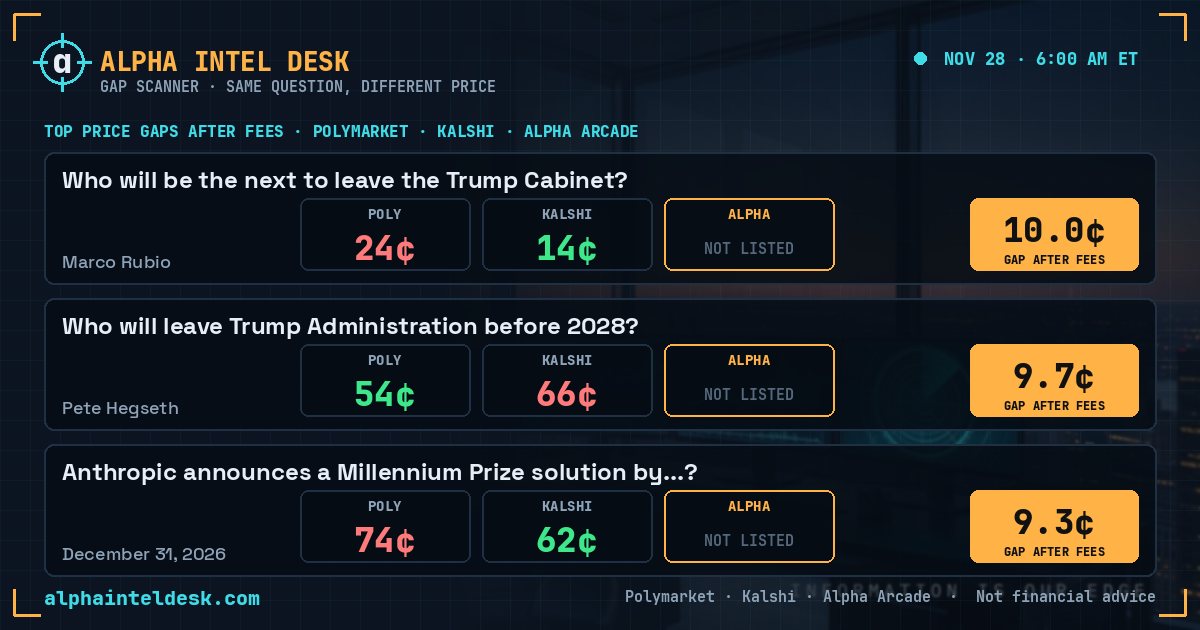 α
ALPHA INTEL DESK
GAP SCANNER · SAME QUESTION, DIFFERENT PRICE
NOV 28 · 6:00 AM ET
TOP PRICE GAPS AFTER FEES · POLYMARKET · KALSHI · ALPHA ARCADE
Who will be the next to leave the Trump Cabinet?
Marco Rubio
POLY
24¢
KALSHI
14¢
ALPHA
NOT LISTED
10.0¢
GAP AFTER FEES
Who will leave Trump Administration before 2028?
Pete Hegseth
POLY
54¢
KALSHI
66¢
ALPHA
NOT LISTED
9.7¢
GAP AFTER FEES
Anthropic announces a Millennium Prize solution by...?
December 31, 2026
POLY
74¢
KALSHI
62¢
ALPHA
NOT LISTED
9.3¢
GAP AFTER FEES
INFORMATION IS OUR EDGE
alphainteldesk.com
Polymarket · Kalshi · Alpha Arcade · Not financial advice